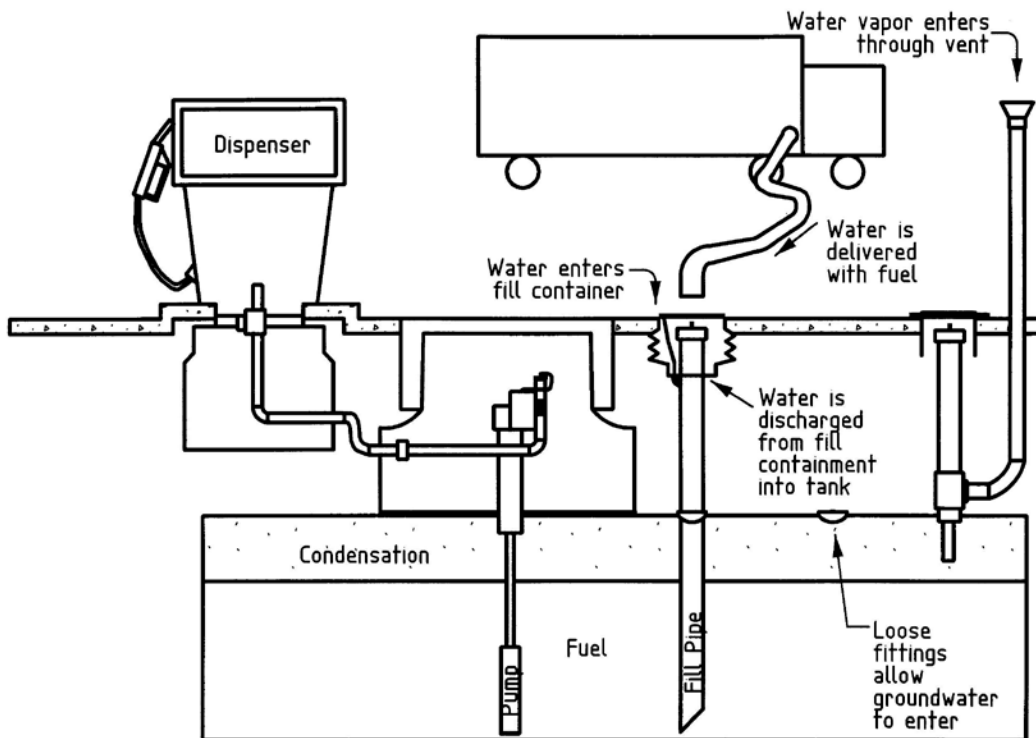 Water vapor enters
through vent
Dispenser
Water is
delivered
with fuel
Water enters
fill container
Water is
discharged
from fill
containment
into tank
Condensation
Fuel
Pump
Fill Pipe
Loose
fittings
allow
groundwater
to enter